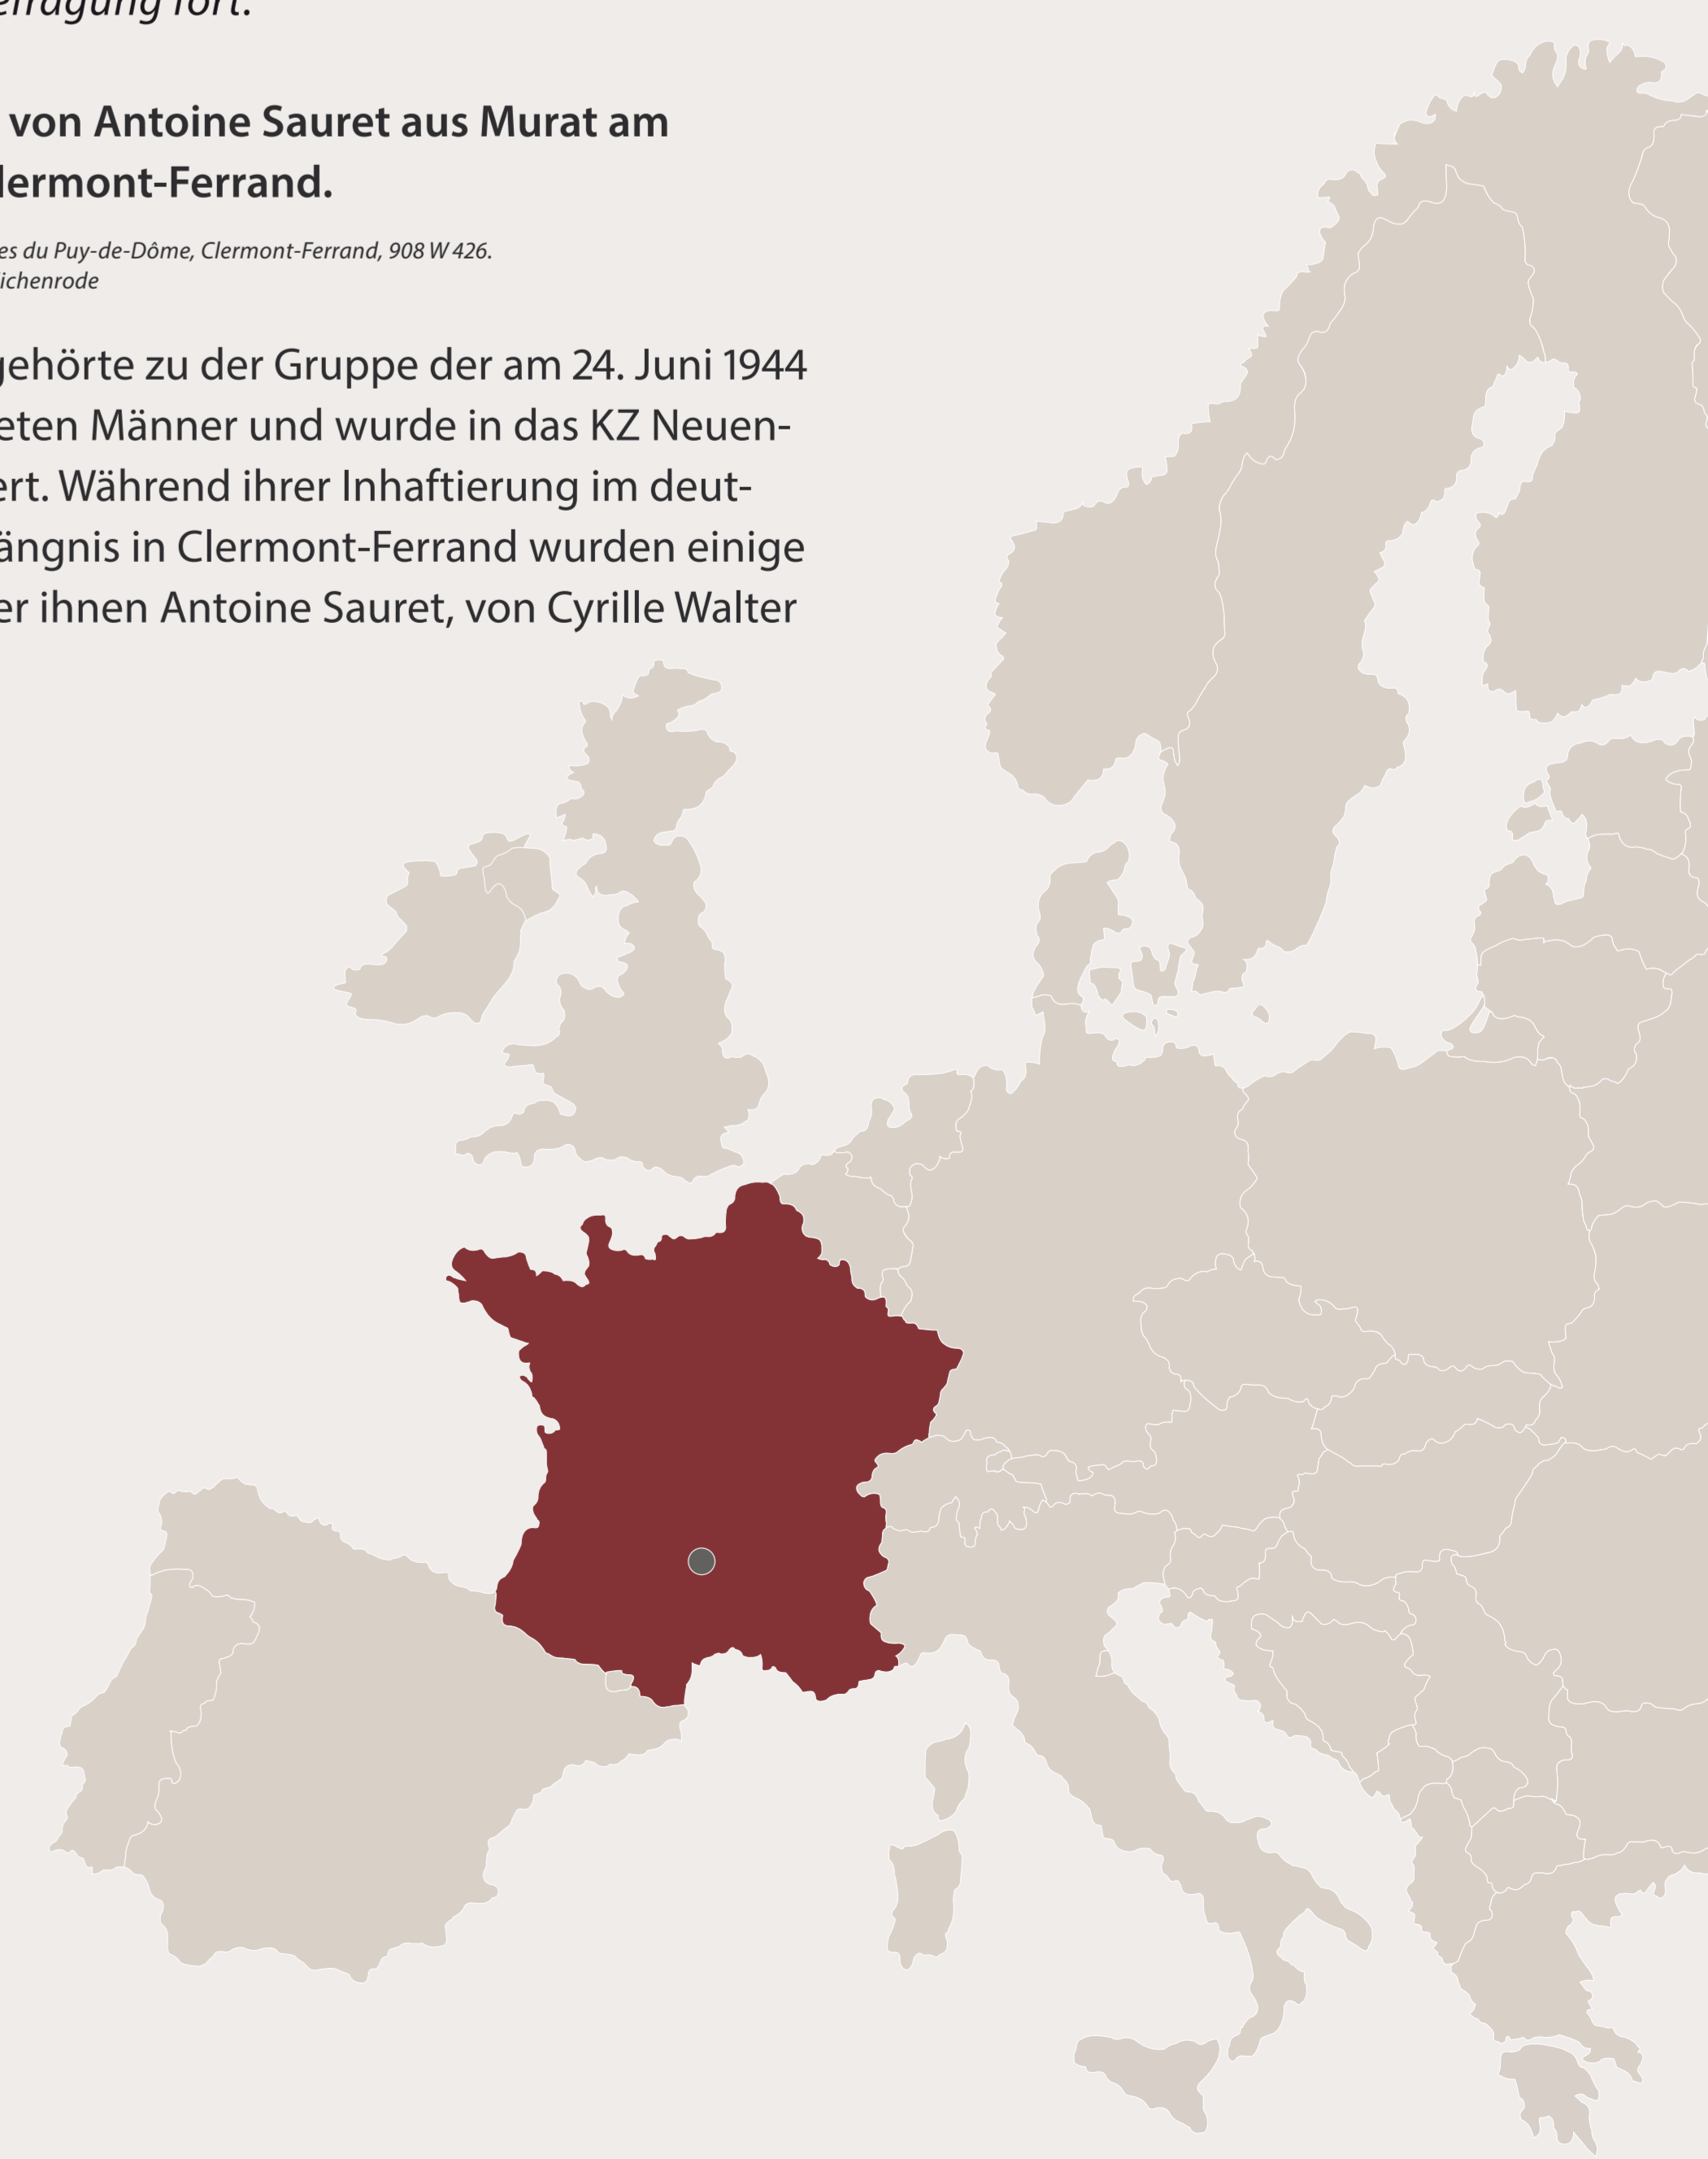 von Antoine Sauret aus Murat am
lermont-Ferrand.
es du Puy-de-Dôme, Clermont-Ferrand, 908 W 426.
ichenrode
gehörte zu der Gruppe der am 24. Juni 1944
eten Männer und wurde in das KZ Neuen-
ert. Während ihrer Inhaftierung im deut-
ängnis in Clermont-Ferrand wurden einige
er ihnen Antoine Sauret, von Cyrille Walter